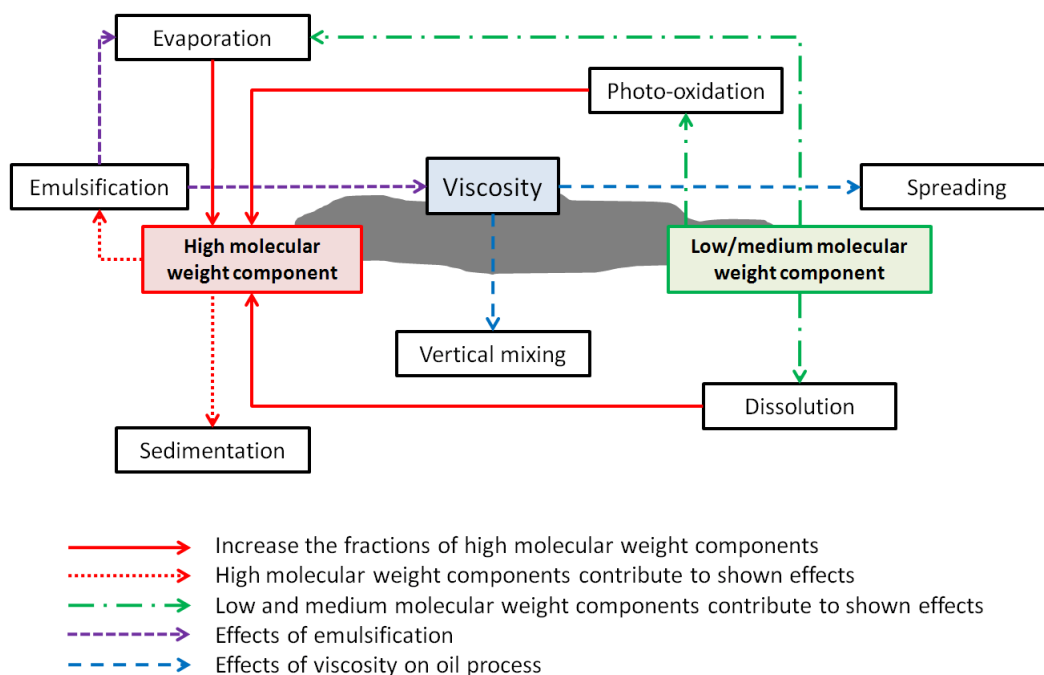 Evaporation
Photo-oxidation
Emulsification
Viscosity
Spreading
High molecular
weight component
Low/medium molecular
weight component
Vertical mixing
Dissolution
Sedimentation
Increase the fractions of high molecular weight components
High molecular weight components contribute to shown effects
Low and medium molecular weight components contribute to shown effects
Effects of emulsification
Effects of viscosity on oil process